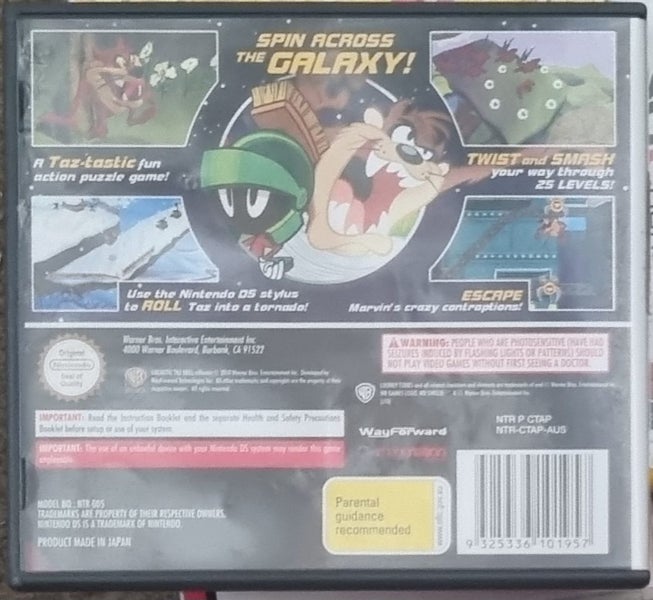 SPIN ACROSS
THE GALAXY!
A Taz-tastic fun
action puzzle game!
TWIST and SMASH
your way through
25 LEVELS!
Use the Nintendo DS stylus
to ROLL Taz into a tornado!
ESCAPE
Marvin's crazy contraptions!
Original
Nintendo
Seal of
Quality
Warner Bros. Interactive Entertainment Inc.
4000 Warner Boulevard, Burbank, CA 91522
WARNING: PEOPLE WHO ARE PHOTOSENSITIVE (HAVE HAD
SEIZURES INDUCED BY FLASHING LIGHTS OR PATTERNS) SHOULD
NOT PLAY VIDEO GAMES WITHOUT FIRST SEEING A DOCTOR.
IMPORTANT: Read the Instruction Booklet and the separate Health and Safety Precautions
Booklet before setup or use of your system.
IMPORTANT: The use of an unlawful device with your Nintendo DS system may render this game
unplayable.
WayForward
NTR P CTAP
NTR-CTAP-AUS
MODEL NO.: NTR-005
TRADEMARKS ARE PROPERTY OF THEIR RESPECTIVE OWNERS.
NINTENDO DS IS A TRADEMARK OF NINTENDO.
PRODUCT MADE IN JAPAN
Parental
guidance
recommended
www.ofc.gov.au
9 325336 101957